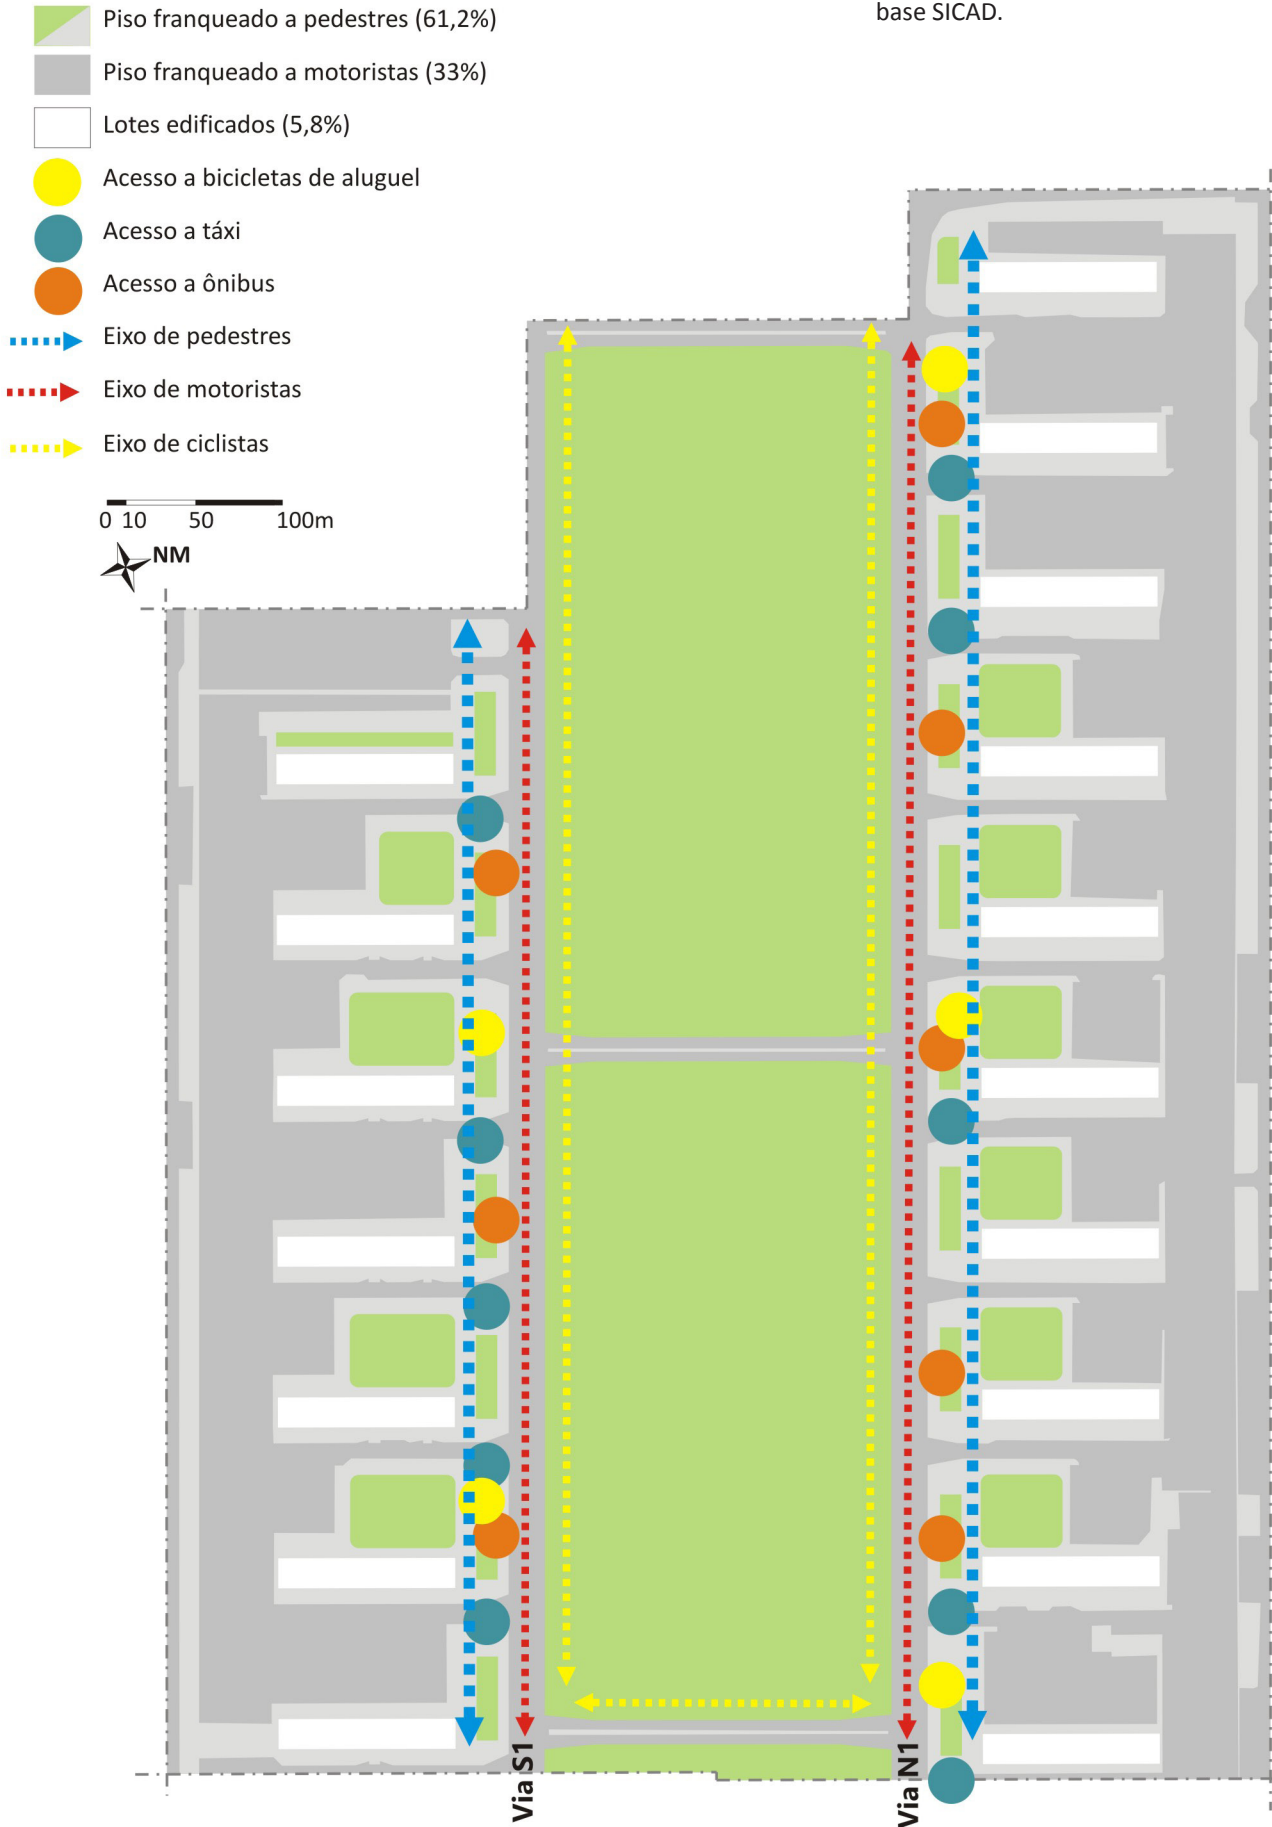 base SICAD.
Piso franqueado a pedestres (61,2%)
Piso franqueado a motoristas (33%)
Lotes edificados (5,8%)
Acesso a bicicletas de aluguel
Acesso a táxi
Acesso a ônibus
Eixo de pedestres
Eixo de motoristas
Eixo de ciclistas
0 10 50 100m
NM
Via S1
Via N1